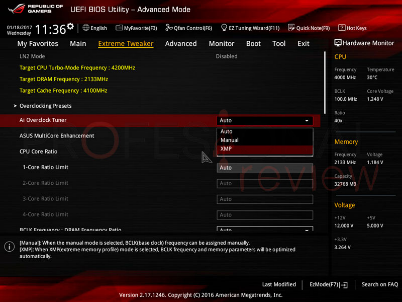 REPUBLIC OF GAMERS
UEFI BIOS Utility – Advanced Mode
01/18/2017
Wednesday
11:36
English
MyFavorite(F3)
Qfan Control(F6)
EZ Tuning Wizard(F11)
Quick Note(F9)
Hot Keys
My Favorites
Main
Extreme Tweaker
Advanced
Monitor
Boot
Tool
Exit
Hardware Monitor
LN2 Mode
Disabled
Target CPU Turbo-Mode Frequency : 4200MHz
Target DRAM Frequency : 2133MHz
Target Cache Frequency : 4100MHz
Overclocking Presets
Ai Overclock Tuner
Auto
Auto
Manual
XMP
ASUS MultiCore Enhancement
CPU Core Ratio
1-Core Ratio Limit
Auto
2-Core Ratio Limit
Auto
3-Core Ratio Limit
Auto
4-Core Ratio Limit
Auto
BCLK Frequency : DRAM Frequency Ratio
Auto
CPU
Frequency
Temperature
4000 MHz
30°C
BCLK
Core Voltage
100.0 MHz
1.248 V
Ratio
40x
Memory
Frequency
Voltage
2133 MHz
1.184 V
Capacity
32768 MB
Voltage
+12V
+5V
12.000 V
5.000 V
+3.3V
3.264 V
[Manual]: When the manual mode is selected, BCLK(base clock) frequency can be assigned manually.
[XMP]: When XMP(extreme memory profile) mode is selected, BCLK frequency and memory parameters will be optimized
automatically.
Last Modified
EzMode(F7)
Search on FAQ
Version 2.17.1246. Copyright (C) 2016 American Megatrends, Inc.